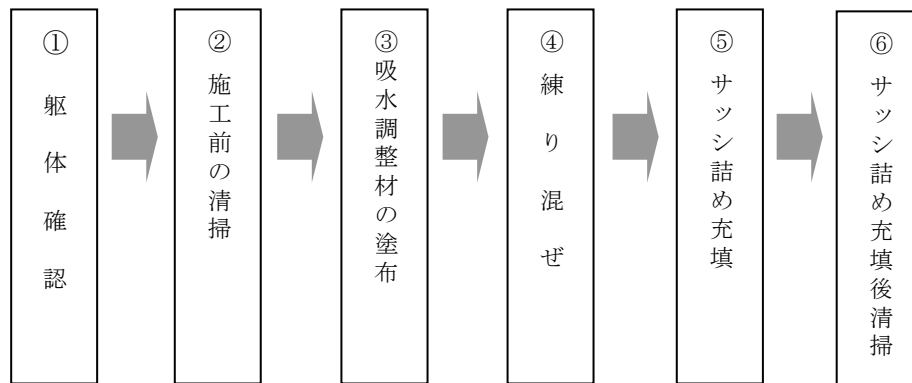 ① 躯体確認
② 施工前の清掃
③ 吸水調整材の塗布
④ 練り混ぜ
⑤ サッシ詰め充填
⑥ サッシ詰め充填後清掃